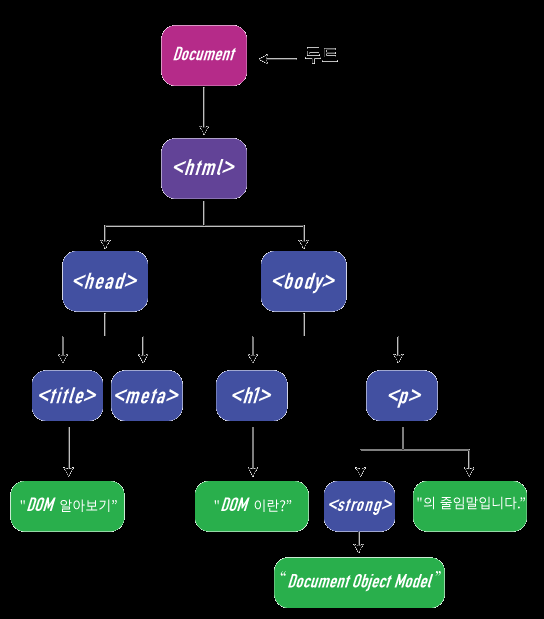 Document
루트
<html>
<head>
<body>
<title>
<meta>
<h1>
<p>
"DOM 알아보기"
"DOM 이란?"
<strong>
"의 줄임말입니다."
“Document Object Model”